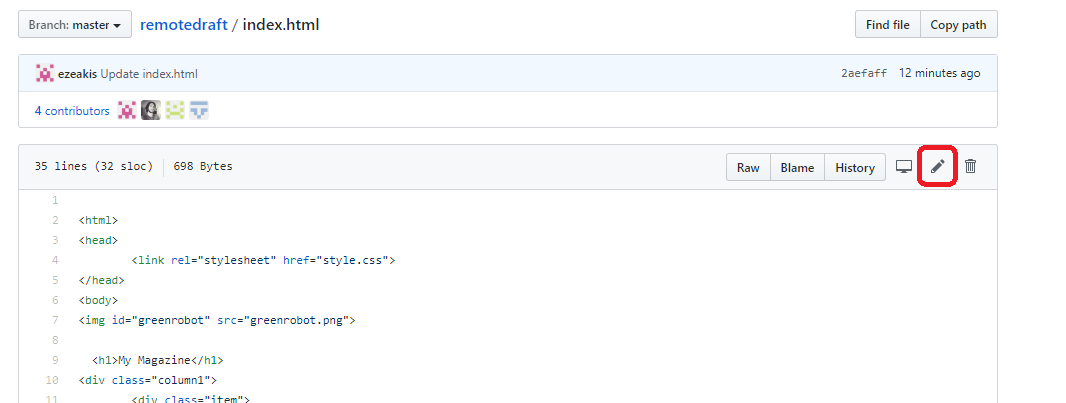 Branch: master remotedraft / index.html Find file Copy path
ezeakis Update index.html 2aefaff 12 minutes ago
4 contributors
35 lines (32 sloc) 698 Bytes Raw Blame History
1
2 <html>
3 <head>
4 <link rel="stylesheet" href="style.css">
5 </head>
6 <body>
7 <img id="greenrobot" src="greenrobot.png">
8
9 <h1>My Magazine</h1>
10 <div class="column1">
11 <div class="item">